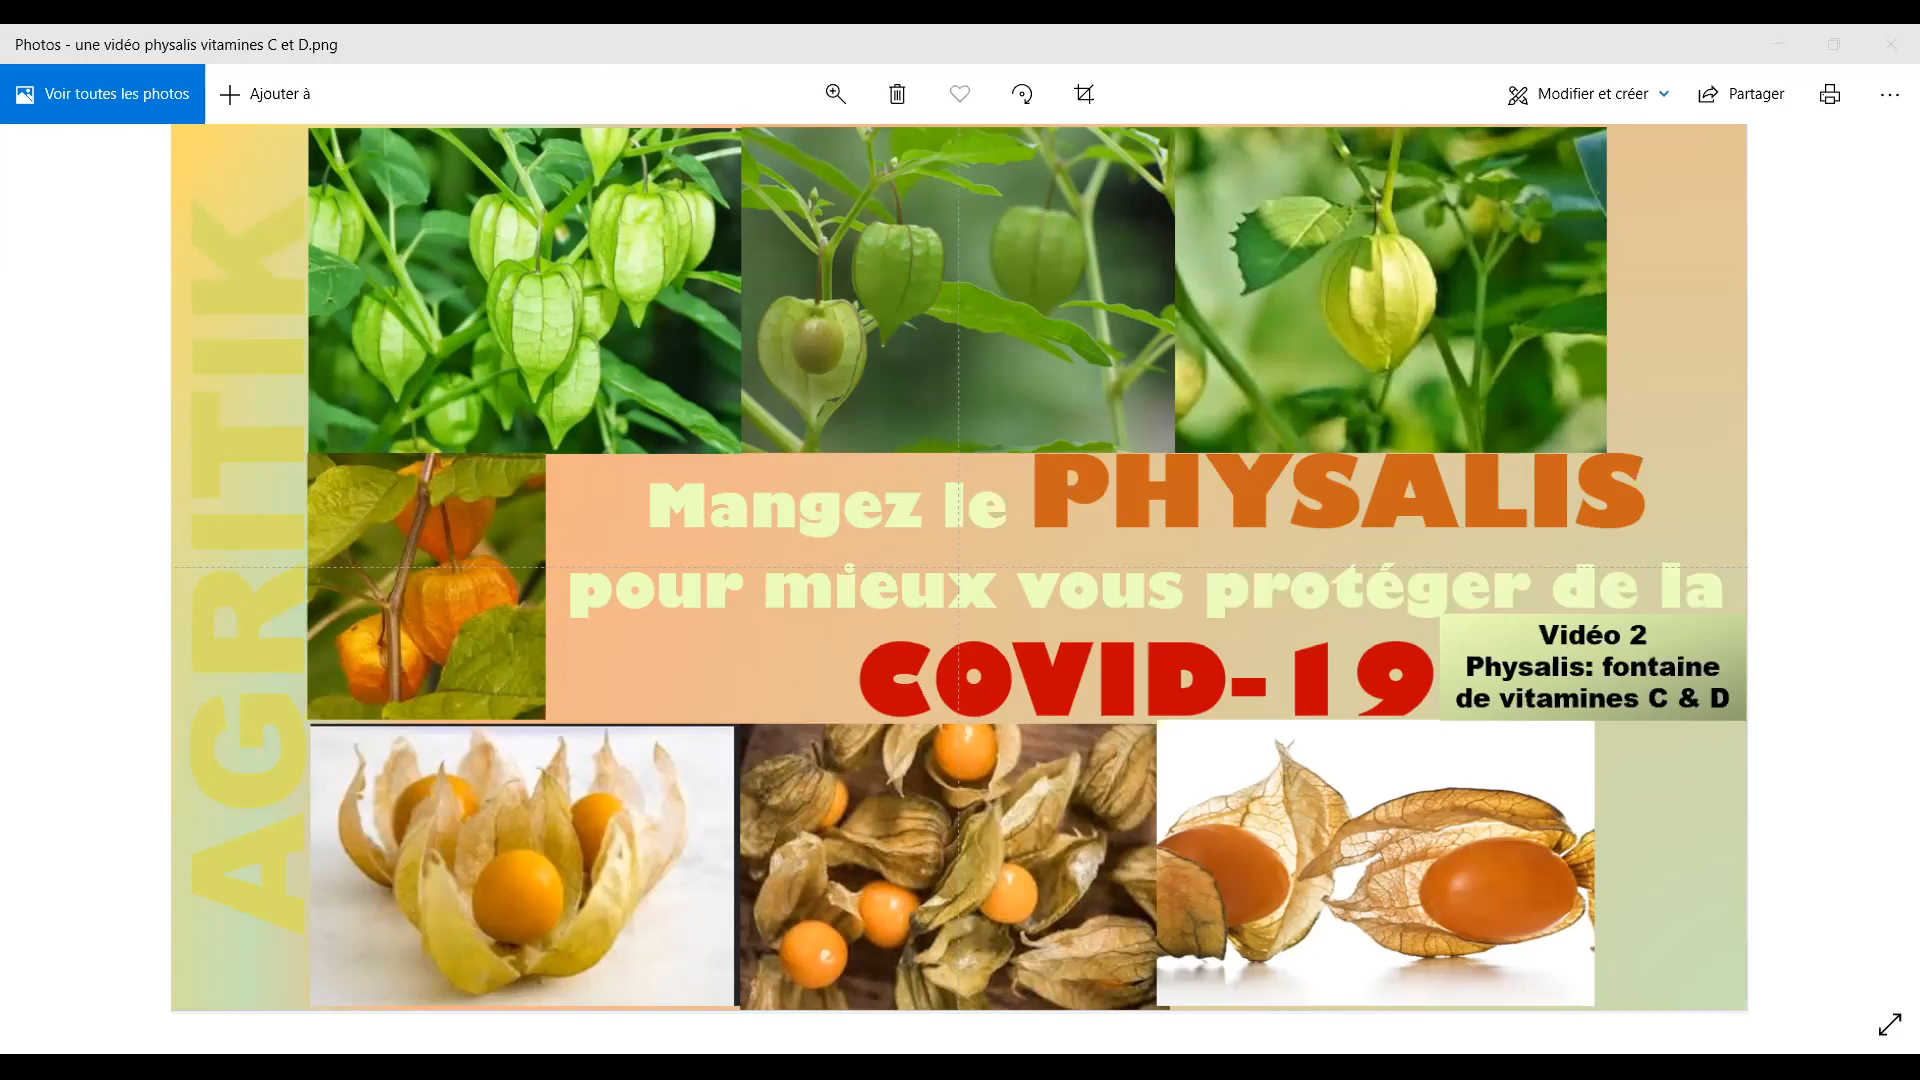 Photos - une vidéo physalis vitamines C et D.png
Voir toutes les photos
Ajouter à
Modifier et créer
Partager
AGRITIK
Mangez le PHYSALIS
pour mieux vous protéger de la
COVID-19
Vidéo 2
Physalis: fontaine
de vitamines C & D